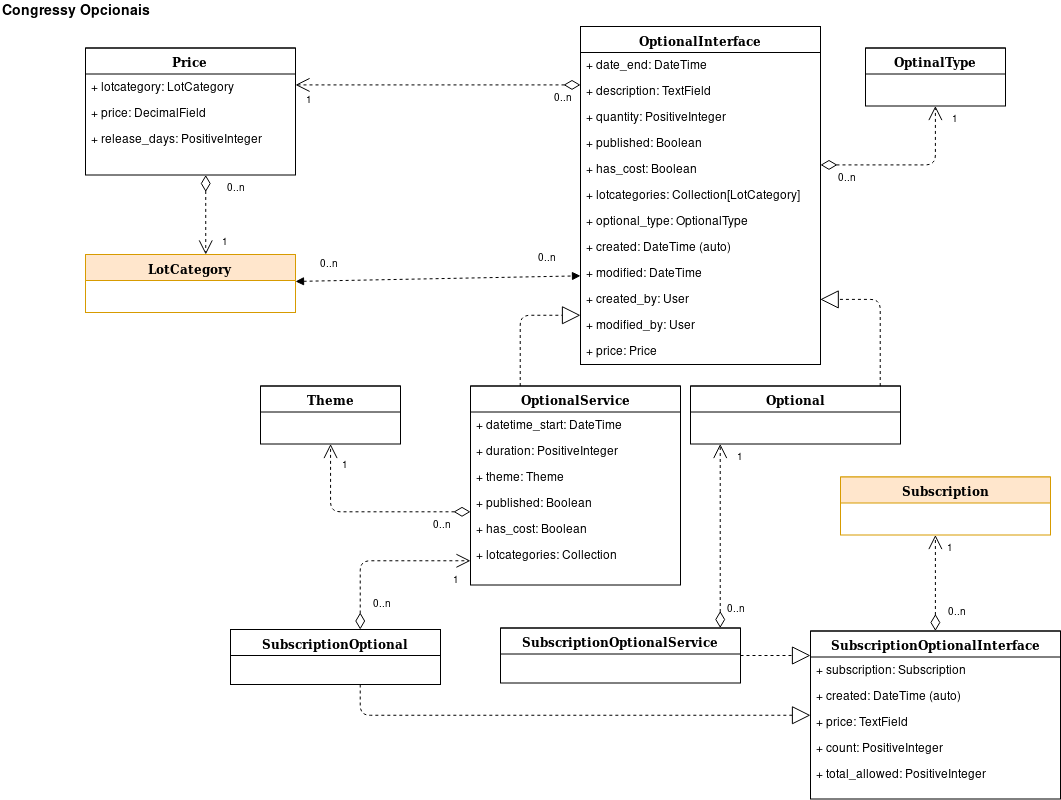 Congressy Opcionais
Price
+ lotcategory: LotCategory
+ price: DecimalField
+ release_days: PositiveInteger
OptionalInterface
+ date_end: DateTime
+ description: TextField
+ quantity: PositiveInteger
+ published: Boolean
+ has_cost: Boolean
+ lotcategories: Collection[LotCategory]
+ optional_type: OptionalType
+ created: DateTime (auto)
+ modified: DateTime
+ created_by: User
+ modified_by: User
+ price: Price
OptinalType
1
0..n
1
0..n
0..n
1
LotCategory
0..n
0..n
Theme
OptionalService
+ datetime_start: DateTime
+ duration: PositiveInteger
+ theme: Theme
+ published: Boolean
+ has_cost: Boolean
+ lotcategories: Collection
Optional
1
0..n
1
Subscription
1
0..n
1
0..n
0..n
SubscriptionOptional
SubscriptionOptionalService
SubscriptionOptionalInterface
+ subscription: Subscription
+ created: DateTime (auto)
+ price: TextField
+ count: PositiveInteger
+ total_allowed: PositiveInteger